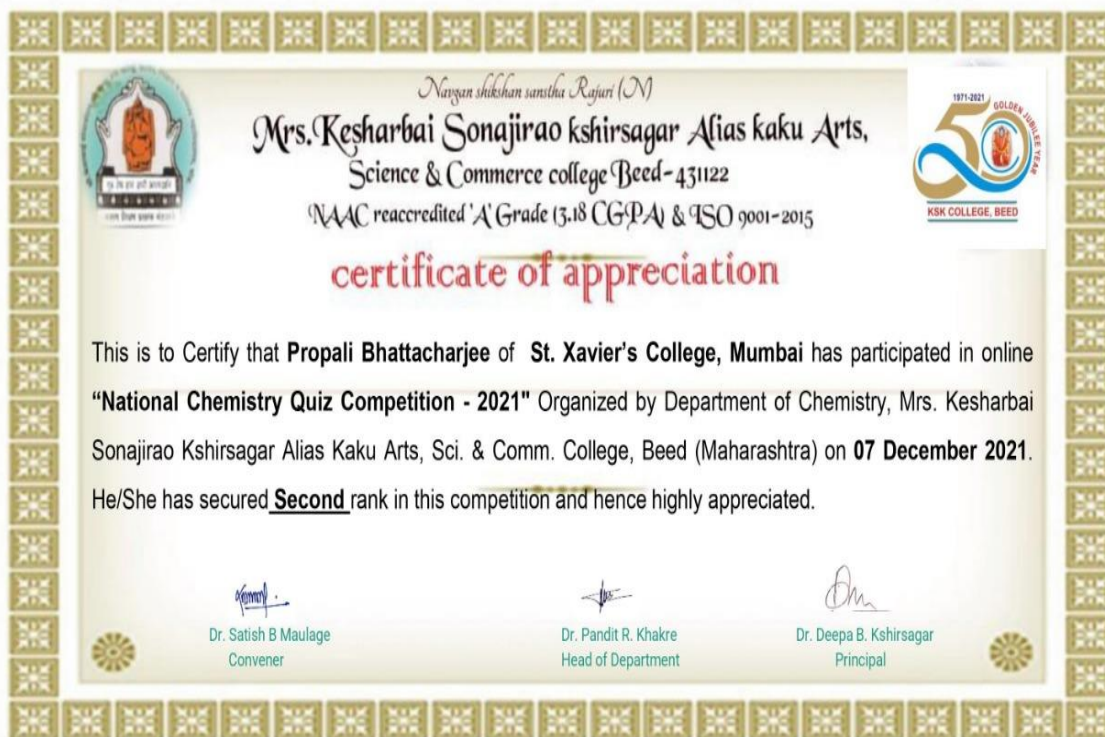 Navgan shikshan sanstha Rajuri (N)
Mrs.Kesharbai Sonajirao kshirsagar Alias kaku Arts,
Science & Commerce college Beed-431122
NAAC reaccredited 'A' Grade (3.18 CGPA) & ISO 9001-2015
1971-2021
GOLDEN JUBILEE YEAR
50
KSK COLLEGE, BEED
certificate of appreciation
This is to Certify that Propali Bhattacharjee of St. Xavier's College, Mumbai has participated in online
“National Chemistry Quiz Competition - 2021" Organized by Department of Chemistry, Mrs. Kesharbai
Sonajirao Kshirsagar Alias Kaku Arts, Sci. & Comm. College, Beed (Maharashtra) on 07 December 2021.
He/She has secured Second rank in this competition and hence highly appreciated.
Dr. Satish B Maulage
Convener
Dr. Pandit R. Khakre
Head of Department
Dr. Deepa B. Kshirsagar
Principal